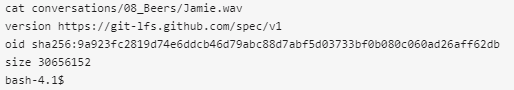 cat conversations/08_Beers/Jamie.wav
version https://git-lfs.github.com/spec/v1
oid sha256:9a923fc2819d74e6ddcb46d79abc88d7abf5d03733bf0b080c060ad26aff62db
size 30656152
bash-4.1$